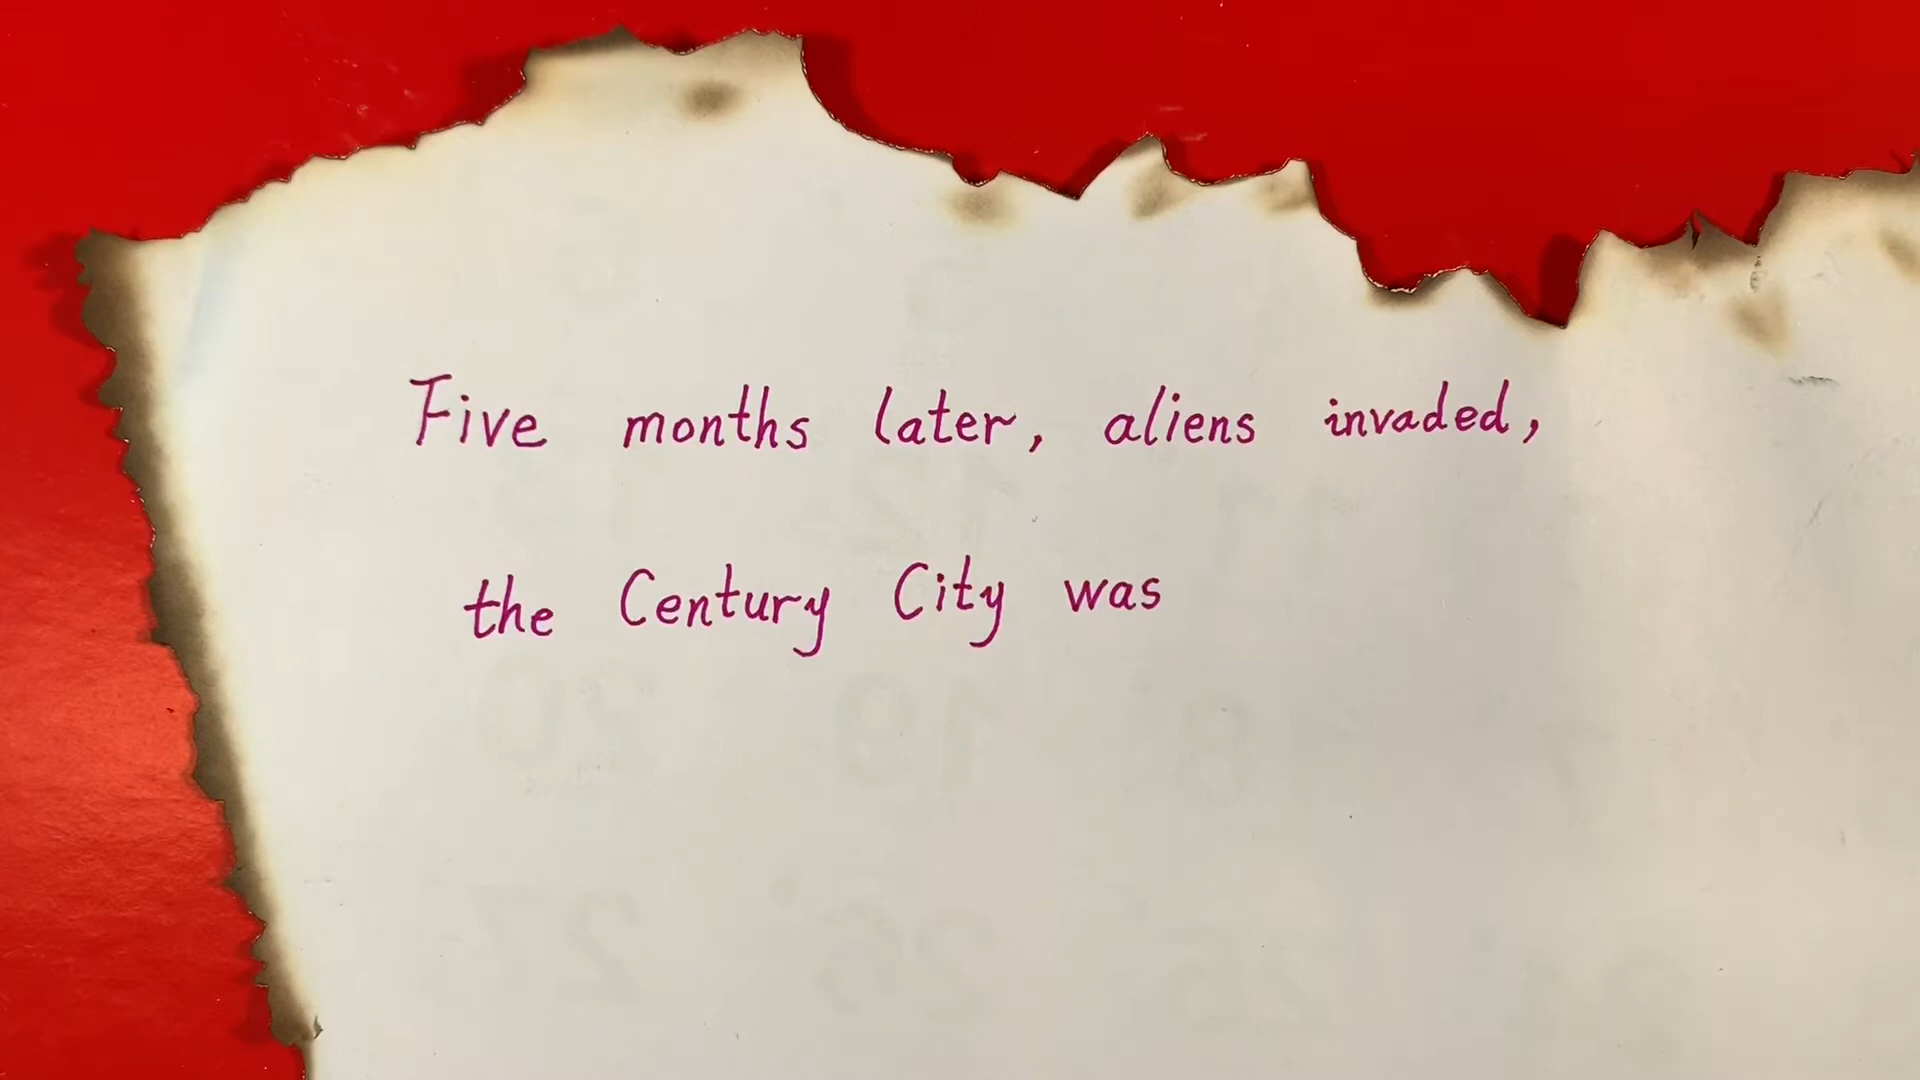 Five months later, aliens invaded,
the Century City was